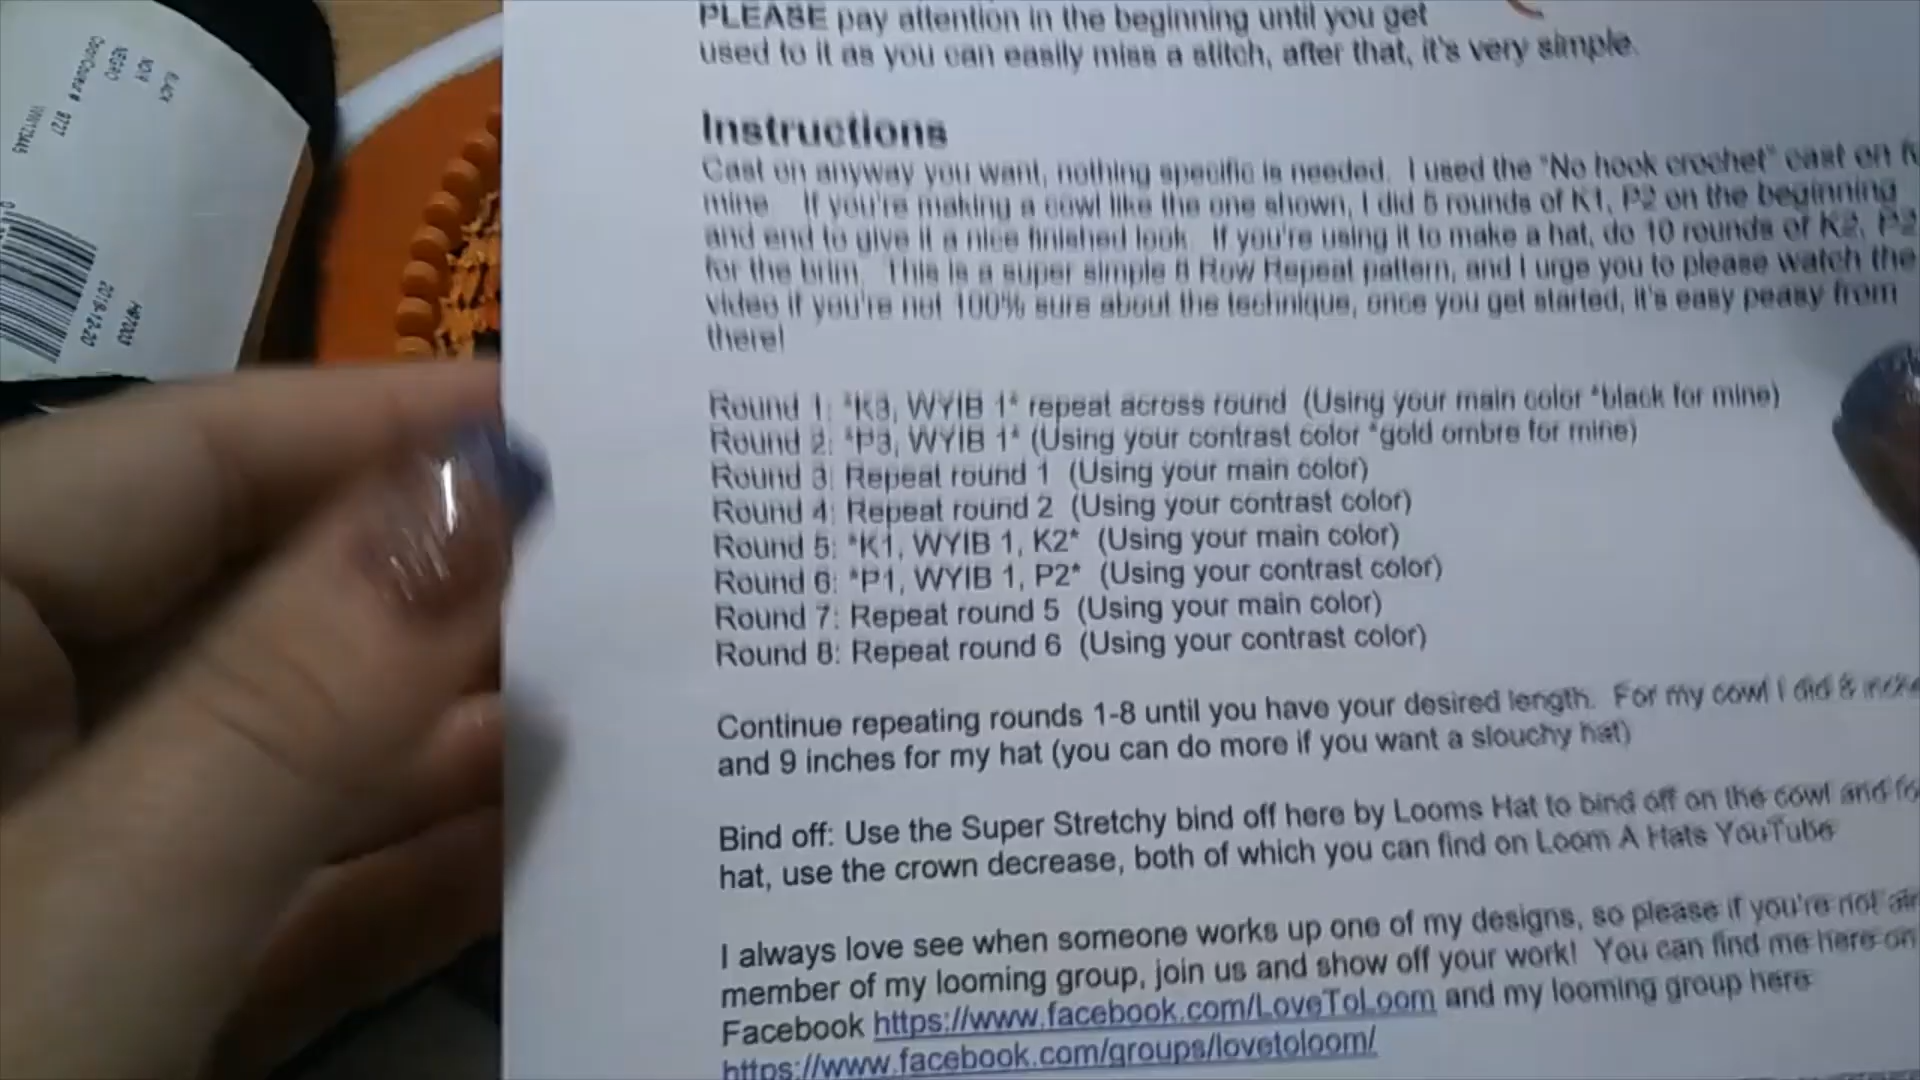 BLACK
NOIR
NEGRO
Color/Couleur# 9727
H97003
2018-12-20
PLEASE pay attention in the beginning until you get
used to it as you can easily miss a stitch, after that, it's very simple.
Instructions
Cast on anyway you want, nothing specific is needed. I used the "No hook crochet" cast on
mine. If you're making a cowl like the one shown, I did 5 rounds of K1, P2 on the beginning
and end to give it a nice finished look. If you're using it to make a hat, do 10 rounds of K2, P2
for the brim. This is a super simple 8 Row Repeat pattern, and I urge you to please watch the
video if you're not 100% sure about the technique, once you get started, it's easy peasy from
there!
Round 1: *K3, WYIB 1* repeat across round (Using your main color *black for mine)
Round 2: *P3, WYIB 1* (Using your contrast color *gold ombre for mine)
Round 3: Repeat round 1 (Using your main color)
Round 4: Repeat round 2 (Using your contrast color)
Round 5: *K1, WYIB 1, K2* (Using your main color)
Round 6: *P1, WYIB 1, P2* (Using your contrast color)
Round 7: Repeat round 5 (Using your main color)
Round 8: Repeat round 6 (Using your contrast color)
Continue repeating rounds 1-8 until you have your desired length. For my cowl I did
and 9 inches for my hat (you can do more if you want a slouchy hat)
Bind off: Use the Super Stretchy bind off here by Looms Hat to bind off on the cowl and
hat, use the crown decrease, both of which you can find on Loom A Hats YouTube
I always love see when someone works up one of my designs, so please if you're not
member of my looming group, join us and show off your work! You can find me here on
Facebook https://www.facebook.com/LoveToLoom and my looming group here
https://www.facebook.com/groups/lovetoloom/